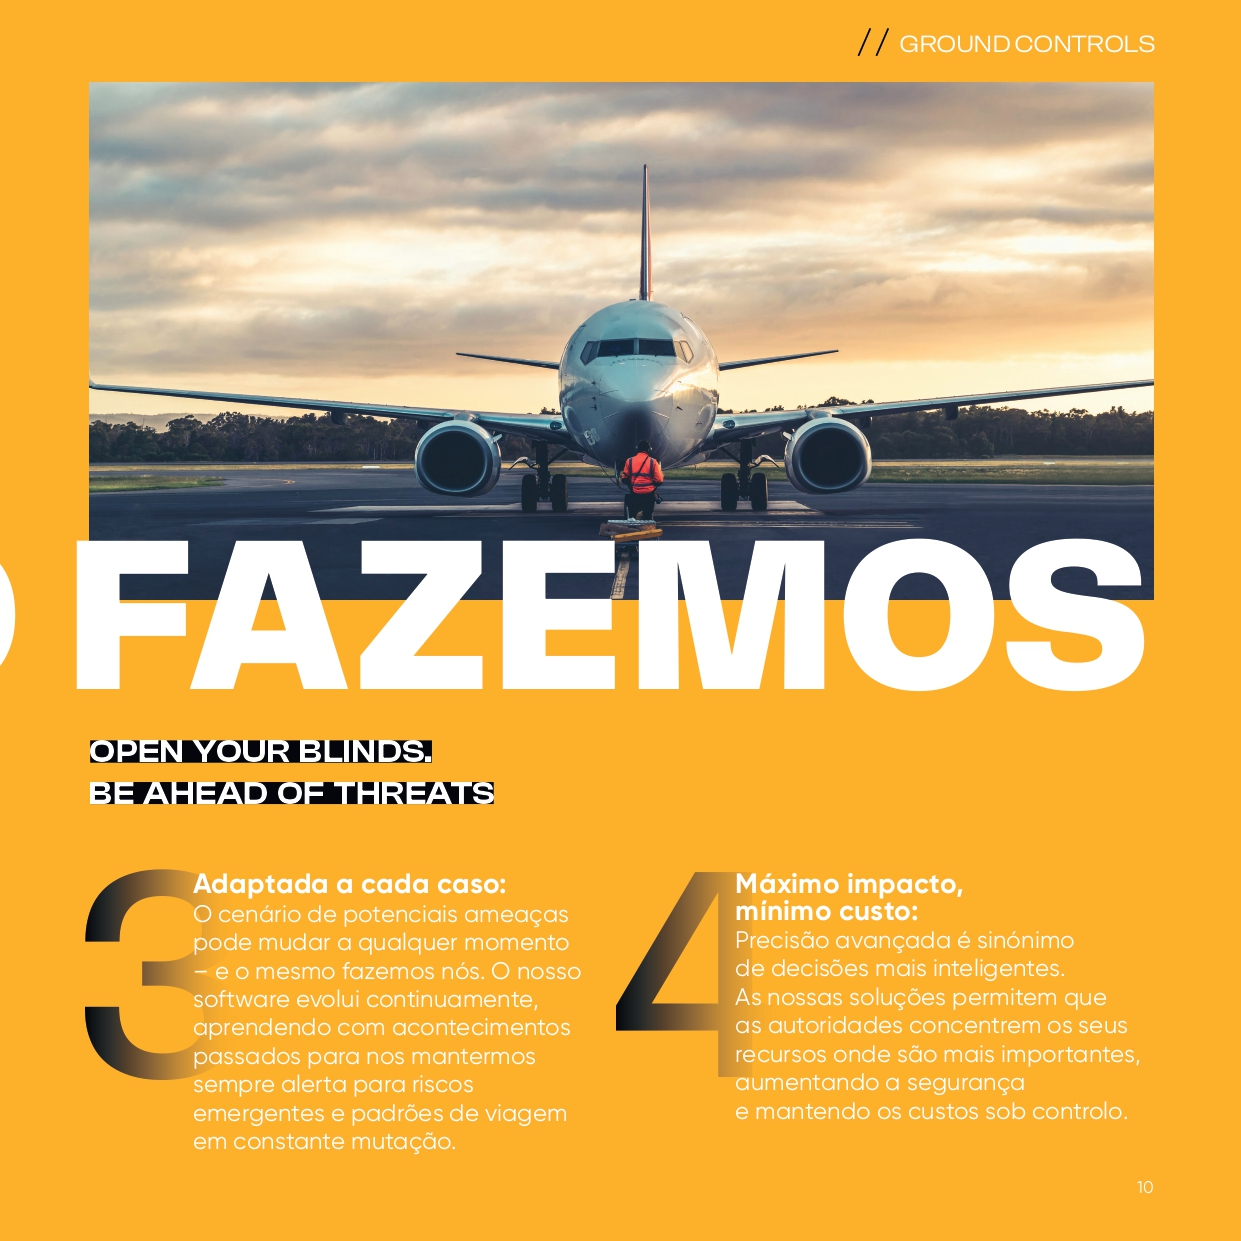 // GROUND CONTROLS
O FAZEMOS
OPEN YOUR BLINDS.
BE AHEAD OF THREATS
3
Adaptada a cada caso:
O cenário de potenciais ameaças
pode mudar a qualquer momento
– e o mesmo fazemos nós. O nosso
software evolui continuamente,
aprendendo com acontecimentos
passados para nos mantermos
sempre alerta para riscos
emergentes e padrões de viagem
em constante mutação.
4
Máximo impacto,
mínimo custo:
Precisão avançada é sinónimo
de decisões mais inteligentes.
As nossas soluções permitem que
as autoridades concentrem os seus
recursos onde são mais importantes,
aumentando a segurança
e mantendo os custos sob controlo.
10